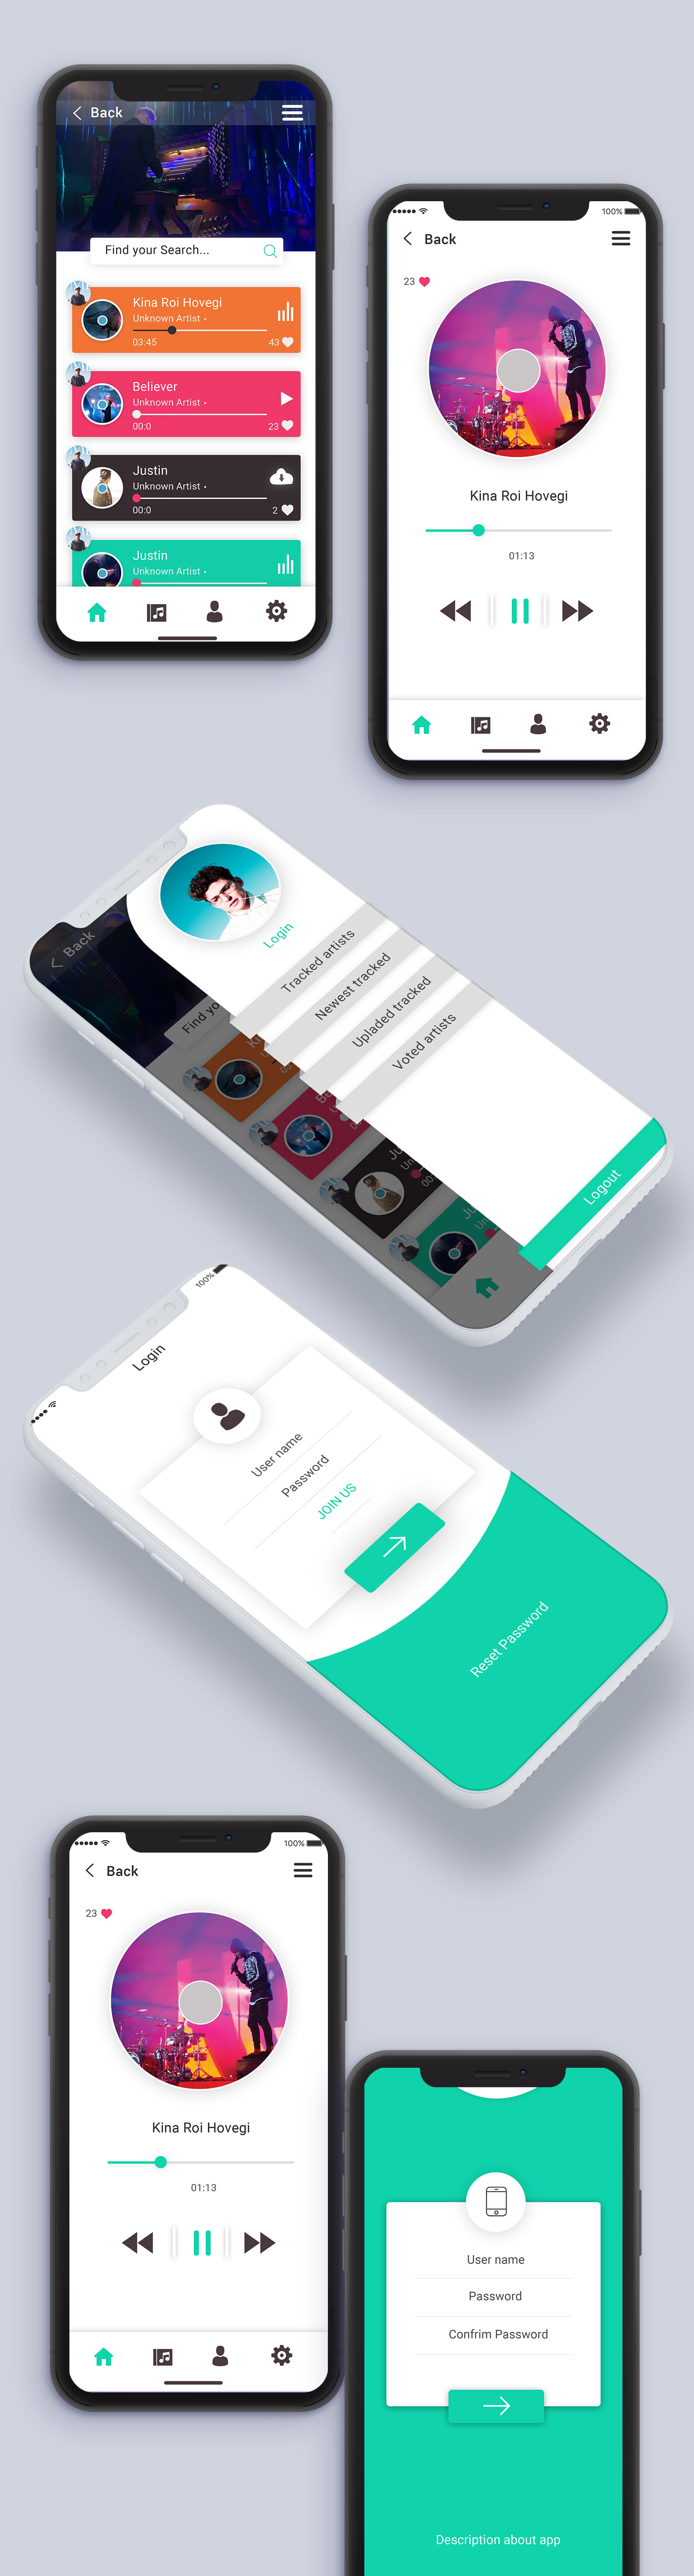 Back
Find your Search...
Kina Roi Hovegi
Unknown Artist •
03:45
43
Believer
Unknown Artist •
00:0
23
Justin
Unknown Artist •
00:0
2
Justin
Unknown Artist •
100%
Back
23
Kina Roi Hovegi
01:13
Back
Find yo
Login
Tracked artists
Newest tracked
Upladed tracked
Voted artists
Logout
100%
Login
User name
Password
JOIN US
Reset Password
100%
Back
23
Kina Roi Hovegi
01:13
User name
Password
Confrim Password
Description about app